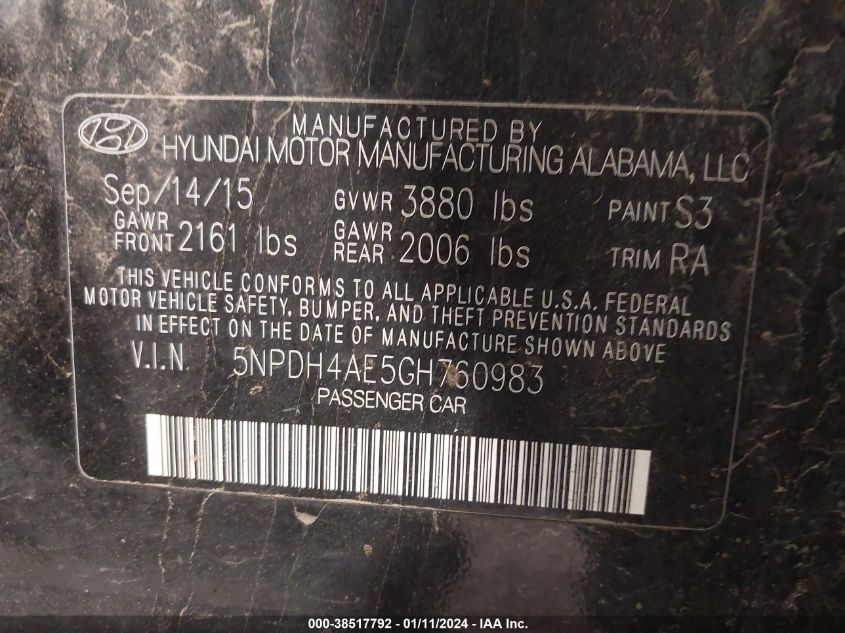 MANUFACTURED BY
HYUNDAI MOTOR MANUFACTURING ALABAMA, LLC
Sep/14/15 GVWR 3880 lbs PAINT S3
GAWR FRONT 2161 lbs GAWR REAR 2006 lbs TRIM RA
THIS VEHICLE CONFORMS TO ALL APPLICABLE U.S.A. FEDERAL
MOTOR VEHICLE SAFETY, BUMPER, AND THEFT PREVENTION STANDARDS
IN EFFECT ON THE DATE OF MANUFACTURE SHOWN ABOVE
V.I.N. 5NPDH4AE5GH760983
PASSENGER CAR
000-38517792 - 01/11/2024 - IAA Inc.